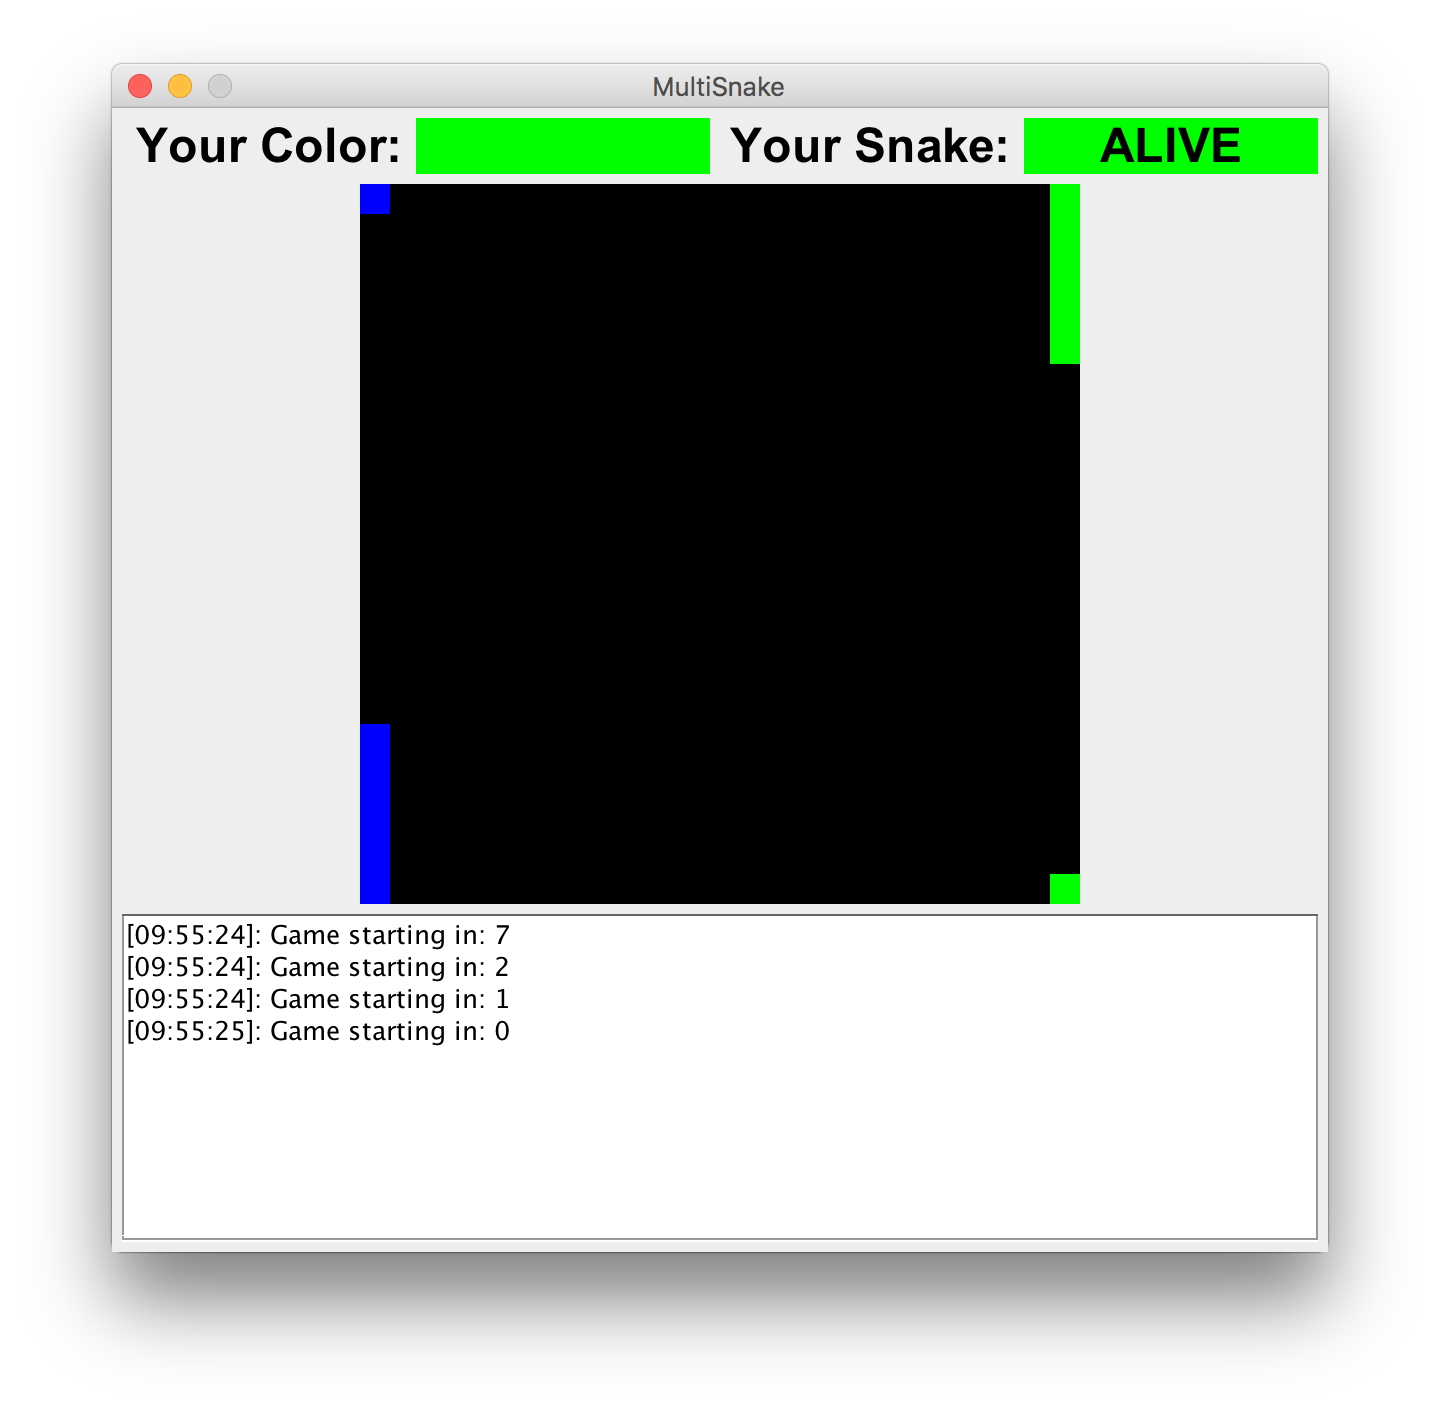 MultiSnake
Your Color: Your Snake: ALIVE
[09:55:24]: Game starting in: 7
[09:55:24]: Game starting in: 2
[09:55:24]: Game starting in: 1
[09:55:25]: Game starting in: 0